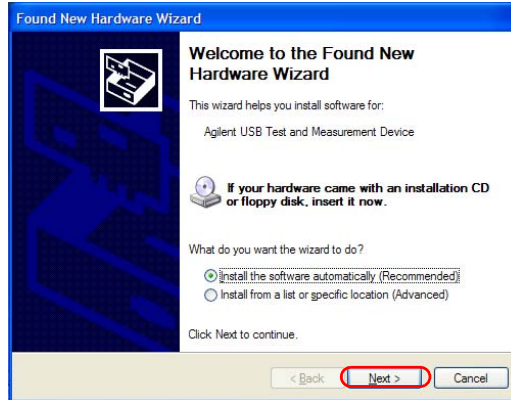 Found New Hardware Wizard
Welcome to the Found New
Hardware Wizard
This wizard helps you install software for:
Agilent USB Test and Measurement Device
If your hardware came with an installation CD
or floppy disk, insert it now.
What do you want the wizard to do?
Install the software automatically (Recommended)
Install from a list or specific location (Advanced)
Click Next to continue.
< Back Next > Cancel